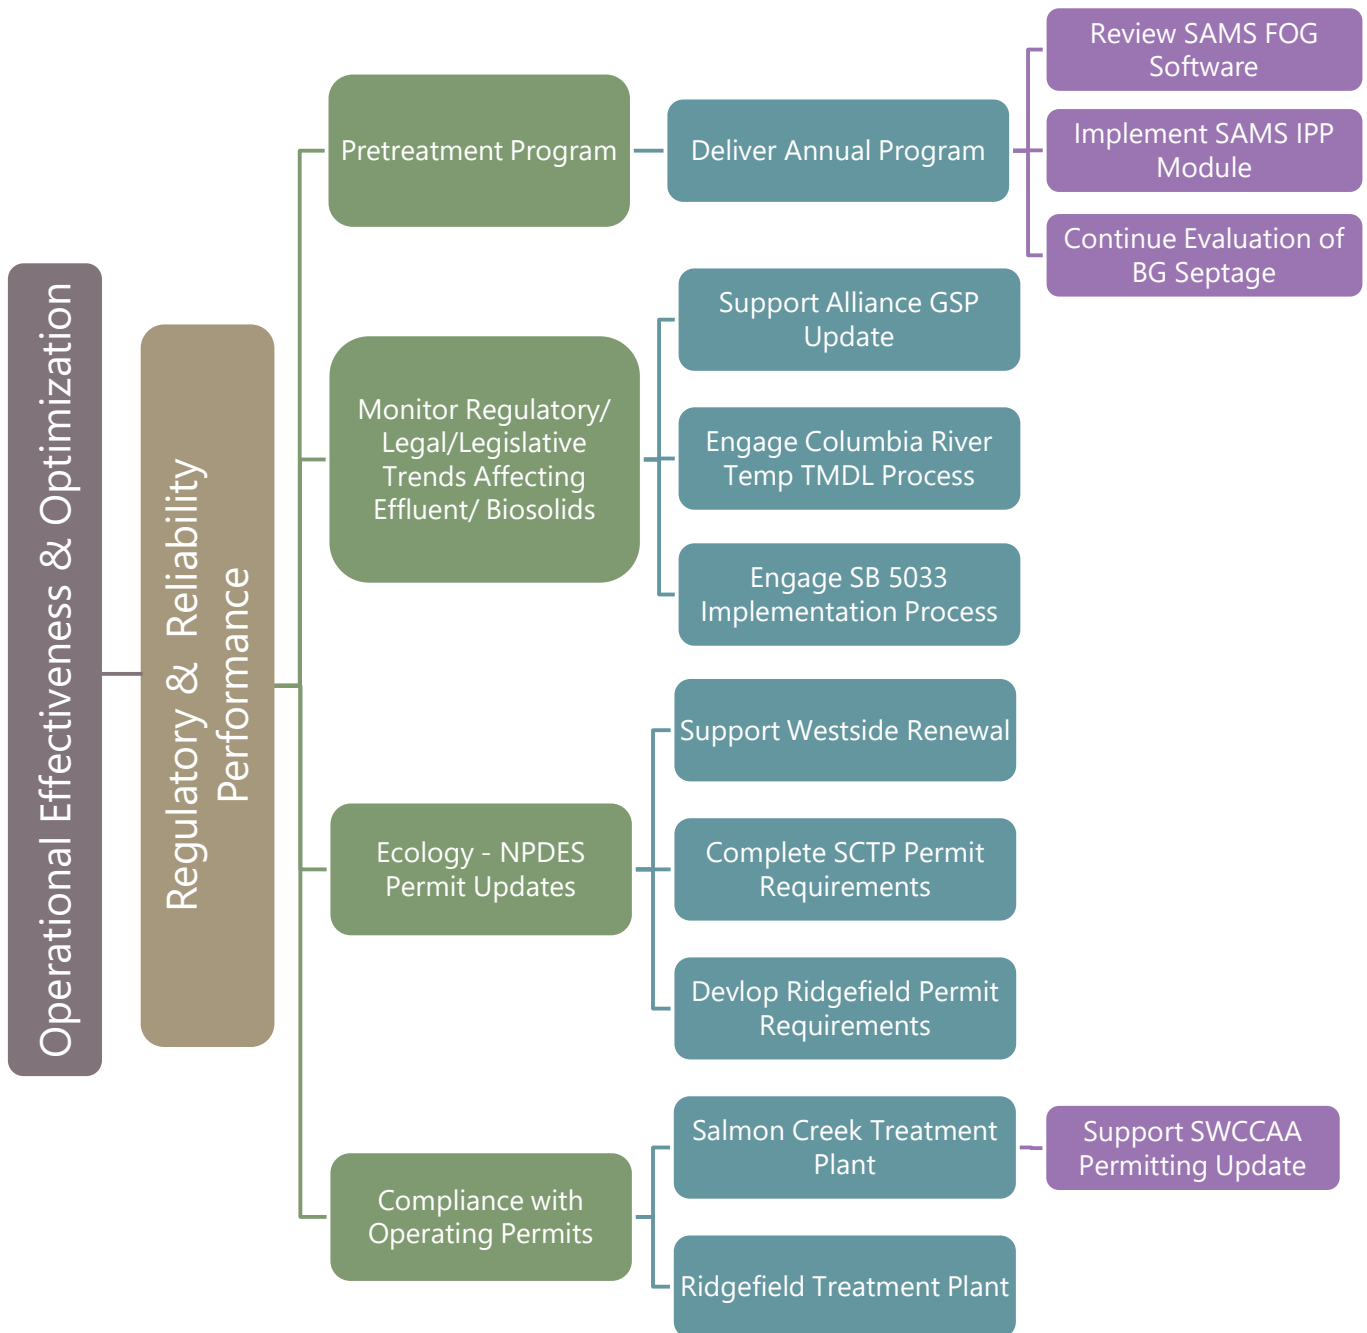 Operational Effectiveness & Optimization
Regulatory & Reliability
Performance
Pretreatment Program
Deliver Annual Program
Review SAMS FOG
Software
Implement SAMS IPP
Module
Continue Evaluation of
BG Septage
Monitor Regulatory/
Legal/Legislative
Trends Affecting
Effluent/ Biosolids
Support Alliance GSP
Update
Engage Columbia River
Temp TMDL Process
Engage SB 5033
Implementation Process
Ecology - NPDES
Permit Updates
Support Westside Renewal
Complete SCTP Permit
Requirements
Devlop Ridgefield Permit
Requirements
Compliance with
Operating Permits
Salmon Creek Treatment
Plant
Support SWCCAA
Permitting Update
Ridgefield Treatment Plant